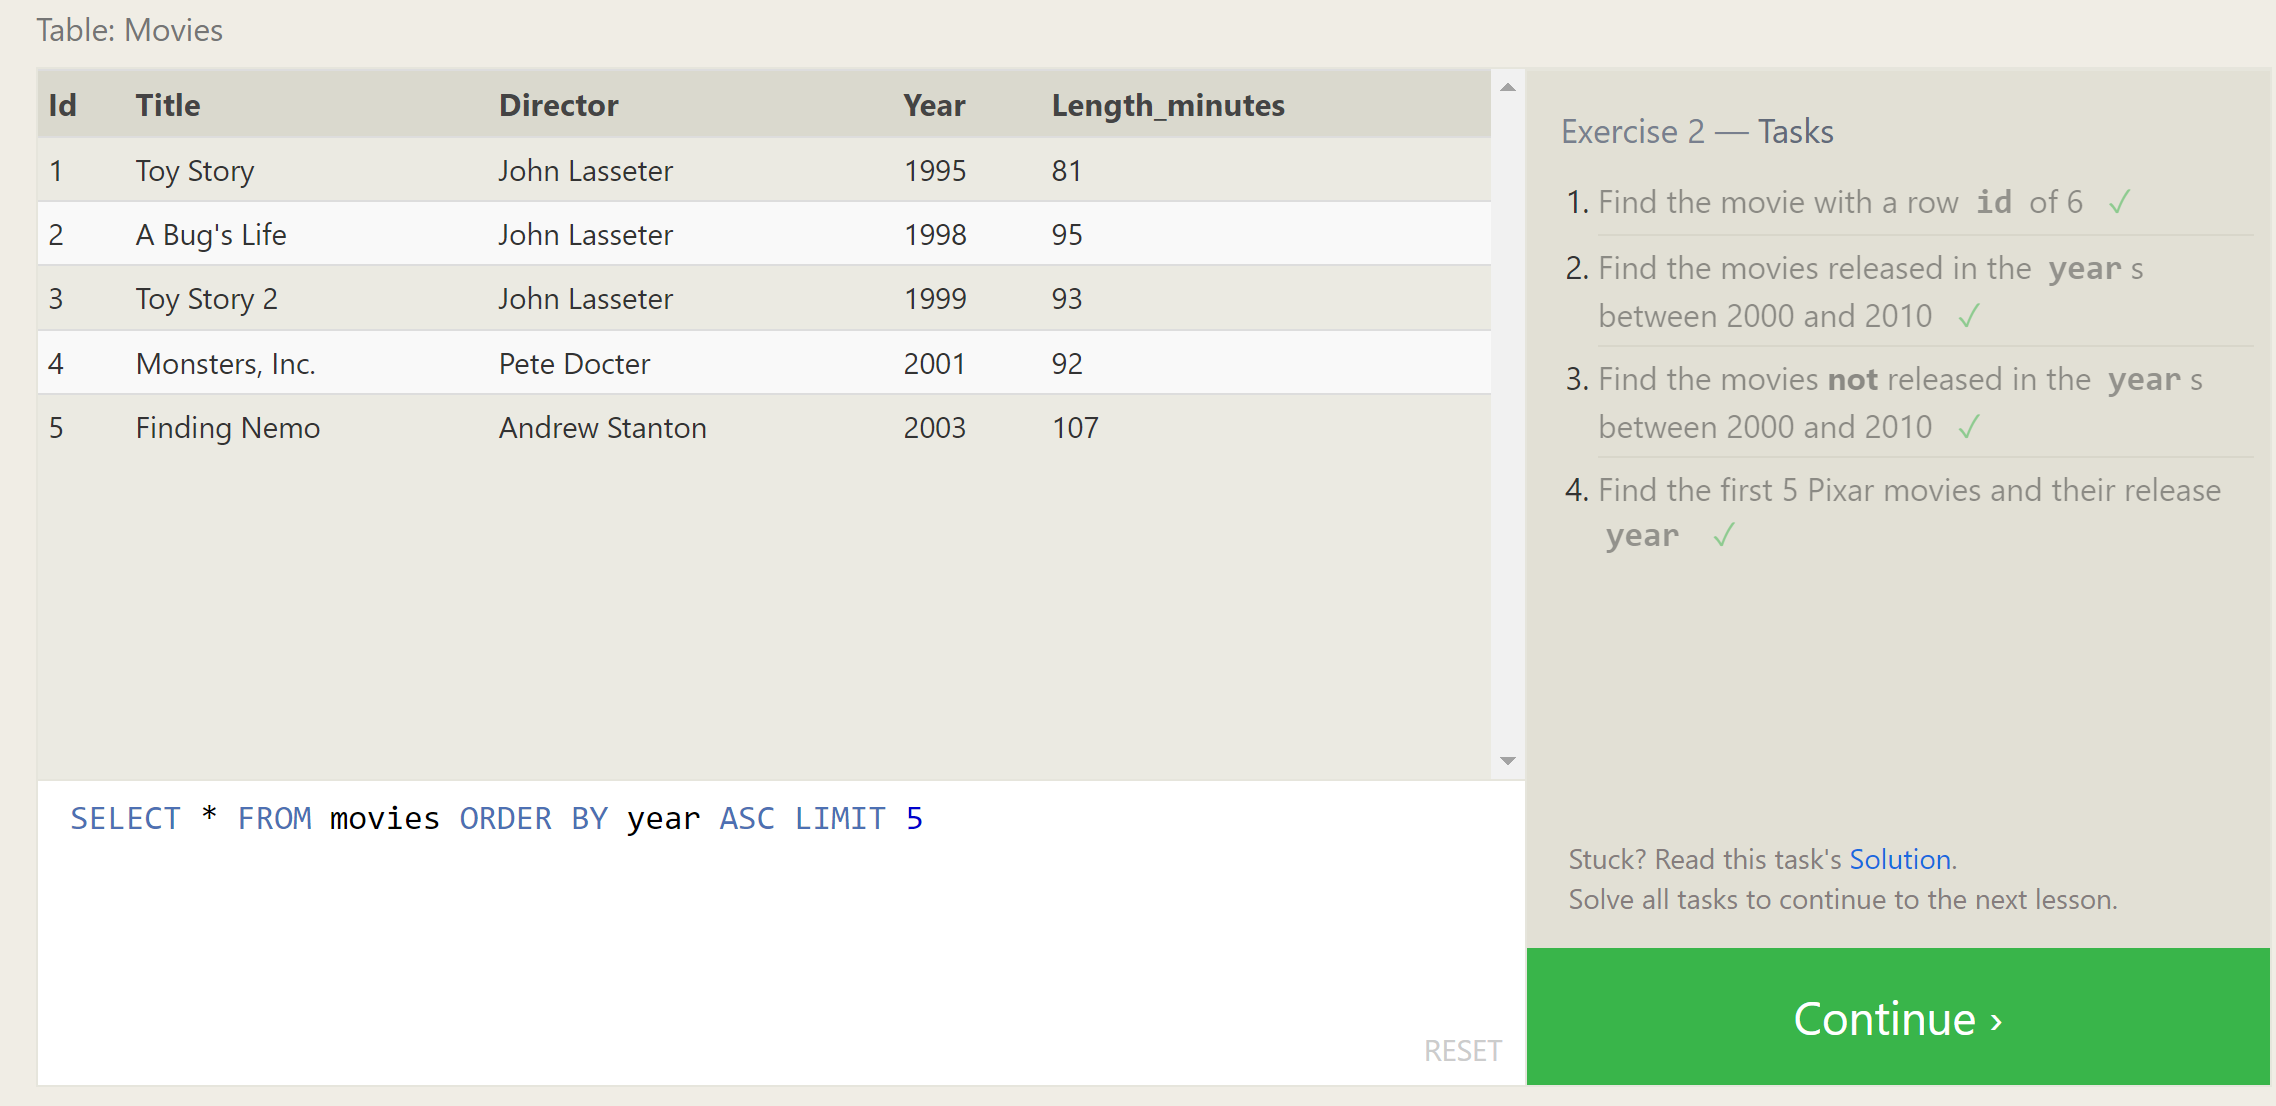 Table: Movies
Id Title Director Year Length_minutes
1 Toy Story John Lasseter 1995 81
2 A Bug's Life John Lasseter 1998 95
3 Toy Story 2 John Lasseter 1999 93
4 Monsters, Inc. Pete Docter 2001 92
5 Finding Nemo Andrew Stanton 2003 107
SELECT * FROM movies ORDER BY year ASC LIMIT 5
RESET
Exercise 2 — Tasks
1. Find the movie with a row id of 6 ✓
2. Find the movies released in the year s
between 2000 and 2010 ✓
3. Find the movies not released in the year s
between 2000 and 2010 ✓
4. Find the first 5 Pixar movies and their release
year ✓
Stuck? Read this task's Solution.
Solve all tasks to continue to the next lesson.
Continue ›